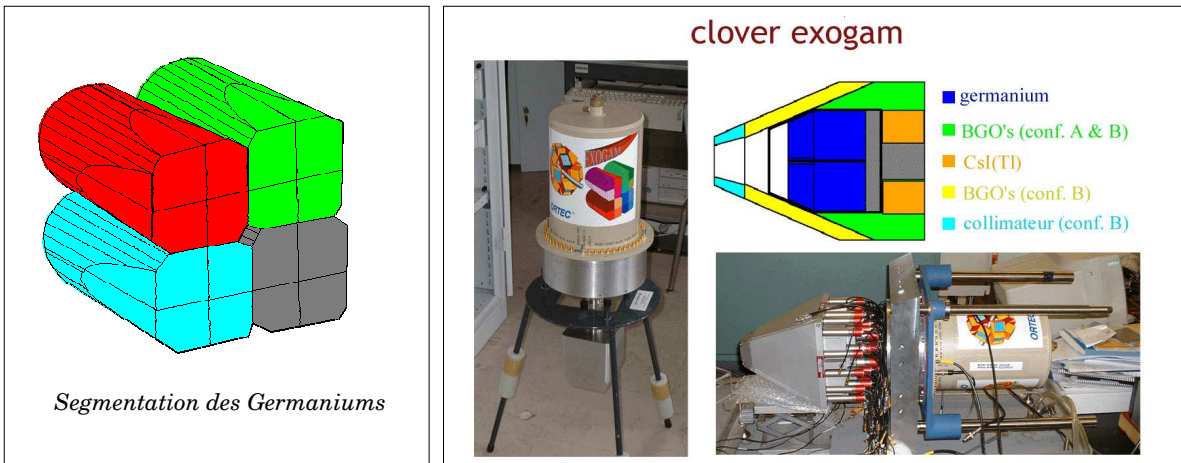 Segmentation des Germaniums
clover exogam
EXOGAM
ORTEC
germanium
BGO's (conf. A & B)
CsI(Tl)
BGO's (conf. B)
collimateur (conf. B)
ORTEC